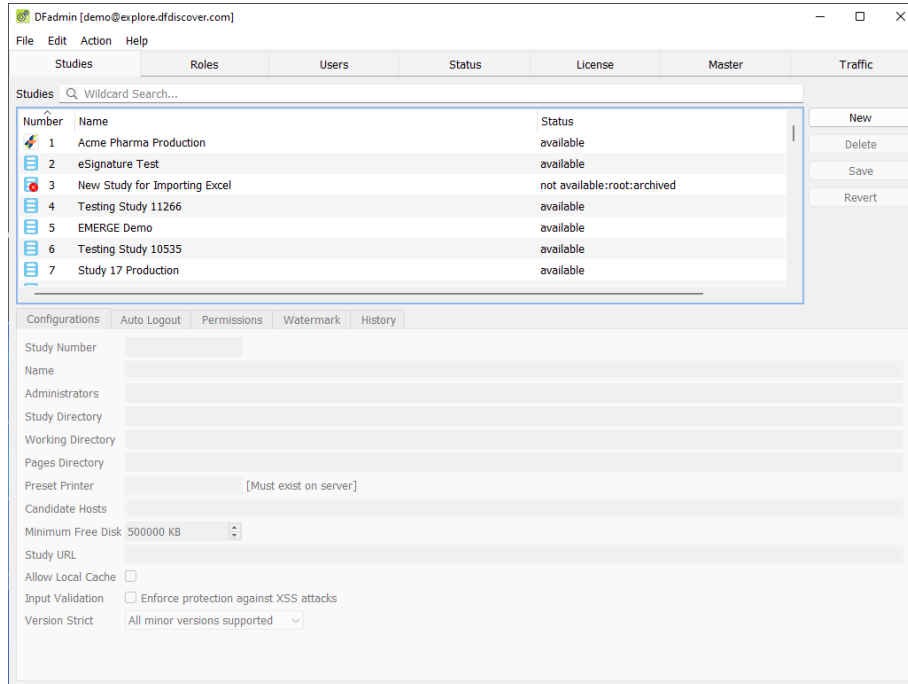 DFadmin [demo@explore.dfdiscover.com]
File Edit Action Help
Studies Roles Users Status License Master Traffic
Studies Wildcard Search...
Number Name Status
1 Acme Pharma Production available
2 eSignature Test available
3 New Study for Importing Excel not available:root:archived
4 Testing Study 11266 available
5 EMERGE Demo available
6 Testing Study 10535 available
7 Study 17 Production available
New
Delete
Save
Revert
Configurations Auto Logout Permissions Watermark History
Study Number
Name
Administrators
Study Directory
Working Directory
Pages Directory
Preset Printer [Must exist on server]
Candidate Hosts
Minimum Free Disk 500000 KB
Study URL
Allow Local Cache
Input Validation Enforce protection against XSS attacks
Version Strict All minor versions supported